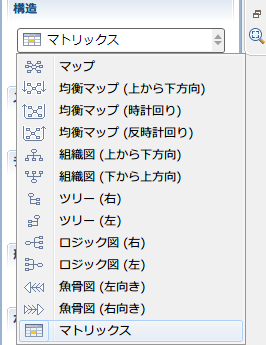 構造
マトリックス
マップ
均衡マップ (上から下方向)
均衡マップ (時計回り)
均衡マップ (反時計回り)
組織図 (上から下方向)
組織図 (下から上方向)
ツリー (右)
ツリー (左)
ロジック図 (右)
ロジック図 (左)
魚骨図 (左向き)
魚骨図 (右向き)
マトリックス